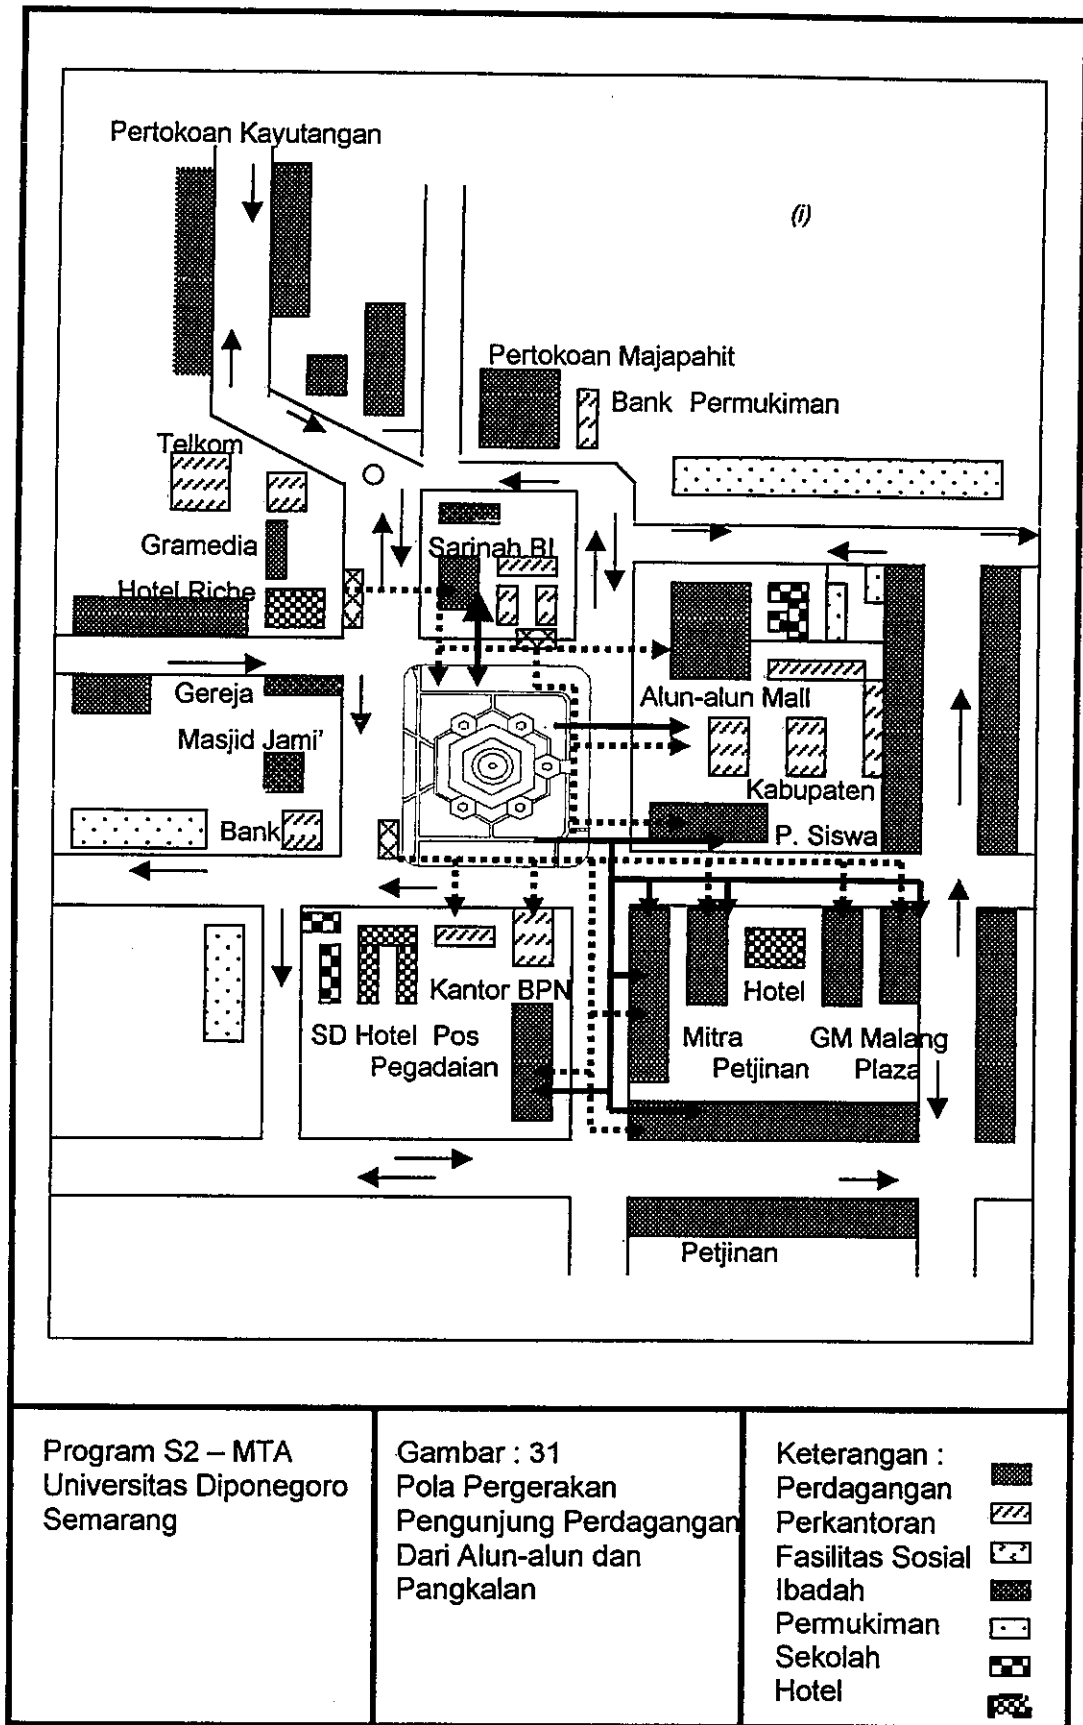 Pertokoan Kayutangan
(i)
Pertokoan Majapahit
Bank Permukiman
Telkom
Gramedia
Sarinah BI
Hotel Riche
Gereja
Alun-alun Mall
Masjid Jami'
Kabupaten
Bank
P. Siswa
Kantor BPN
Hotel
SD Hotel Pos
Mitra
GM Malang
Pegadaian
Petjinan
Plaza
Petjinan
Program S2 – MTA
Universitas Diponegoro
Semarang
Gambar : 31
Pola Pergerakan
Pengunjung Perdagangan
Dari Alun-alun dan
Pangkalan
Keterangan :
Perdagangan
Perkantoran
Fasilitas Sosial
Ibadah
Permukiman
Sekolah
Hotel